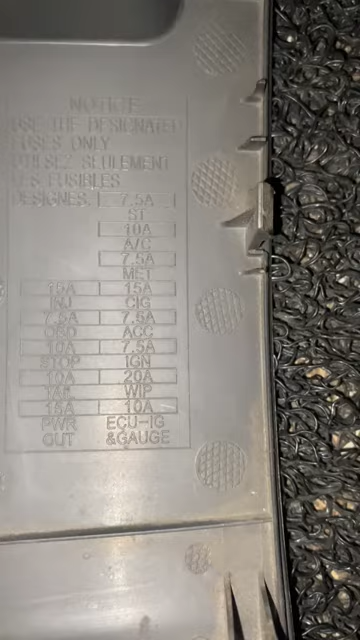 NOTICE
USE THE DESIGNATED
FUSES ONLY
UTILISEZ SEULEMENT
LES FUSIBLES
DESIGNES. 7.5A
ST
10A
A/C
7.5A
MET
15A 15A
INJ CIG
7.5A 7.5A
OBD ACC
10A 7.5A
STOP IGN
10A 20A
TAIL WIP
15A 10A
PWR ECU-IG
OUT &GAUGE